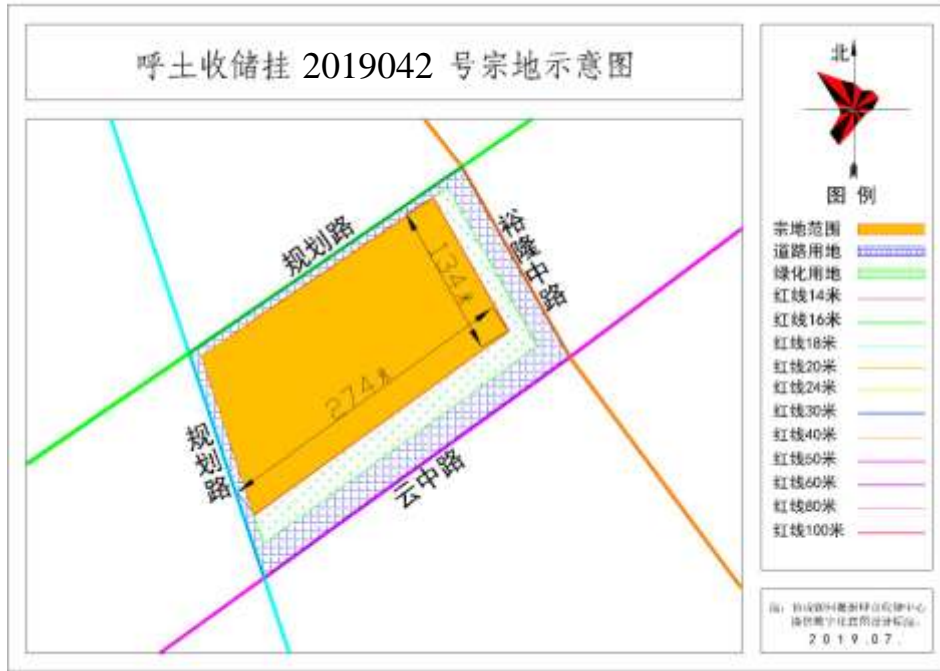 呼土收储挂 2019042 号宗地示意图
北
规划路
裕隆中路
134米
274米
规划路
云中路
图 例
宗地范围
道路用地
绿化用地
红线14米
红线16米
红线18米
红线20米
红线24米
红线30米
红线40米
红线50米
红线60米
红线80米
红线100米
2019.07.